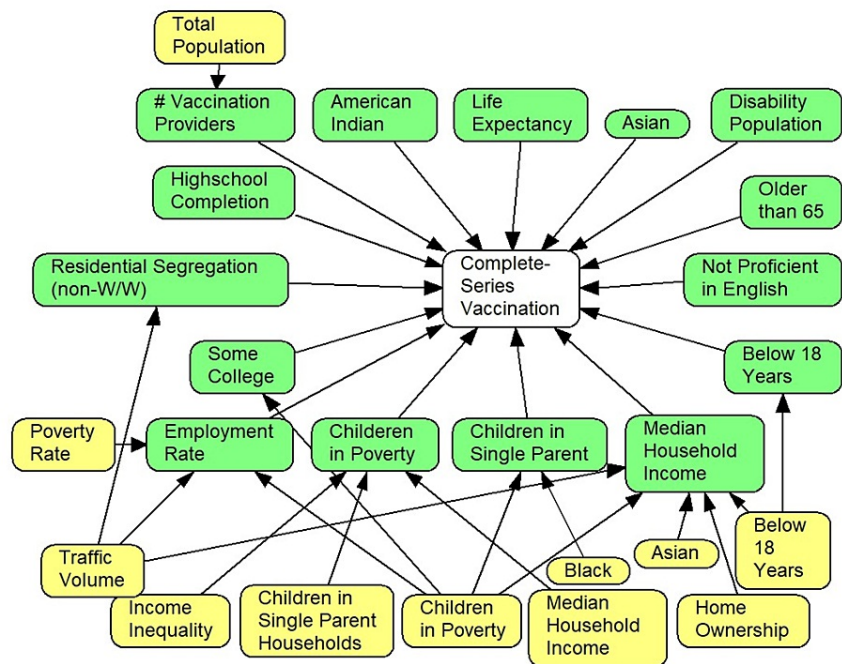 Total
Population
# Vaccination
Providers
American
Indian
Life
Expectancy
Asian
Disability
Population
Highschool
Completion
Older
than 65
Residential Segregation
(non-W/W)
Complete-
Series
Vaccination
Not Proficient
in English
Some
College
Below 18
Years
Poverty
Rate
Employment
Rate
Childeren
in Poverty
Children in
Single Parent
Median
Household
Income
Traffic
Volume
Income
Inequality
Children in
Single Parent
Households
Children
in Poverty
Black
Median
Household
Income
Asian
Home
Ownership
Below
18
Years